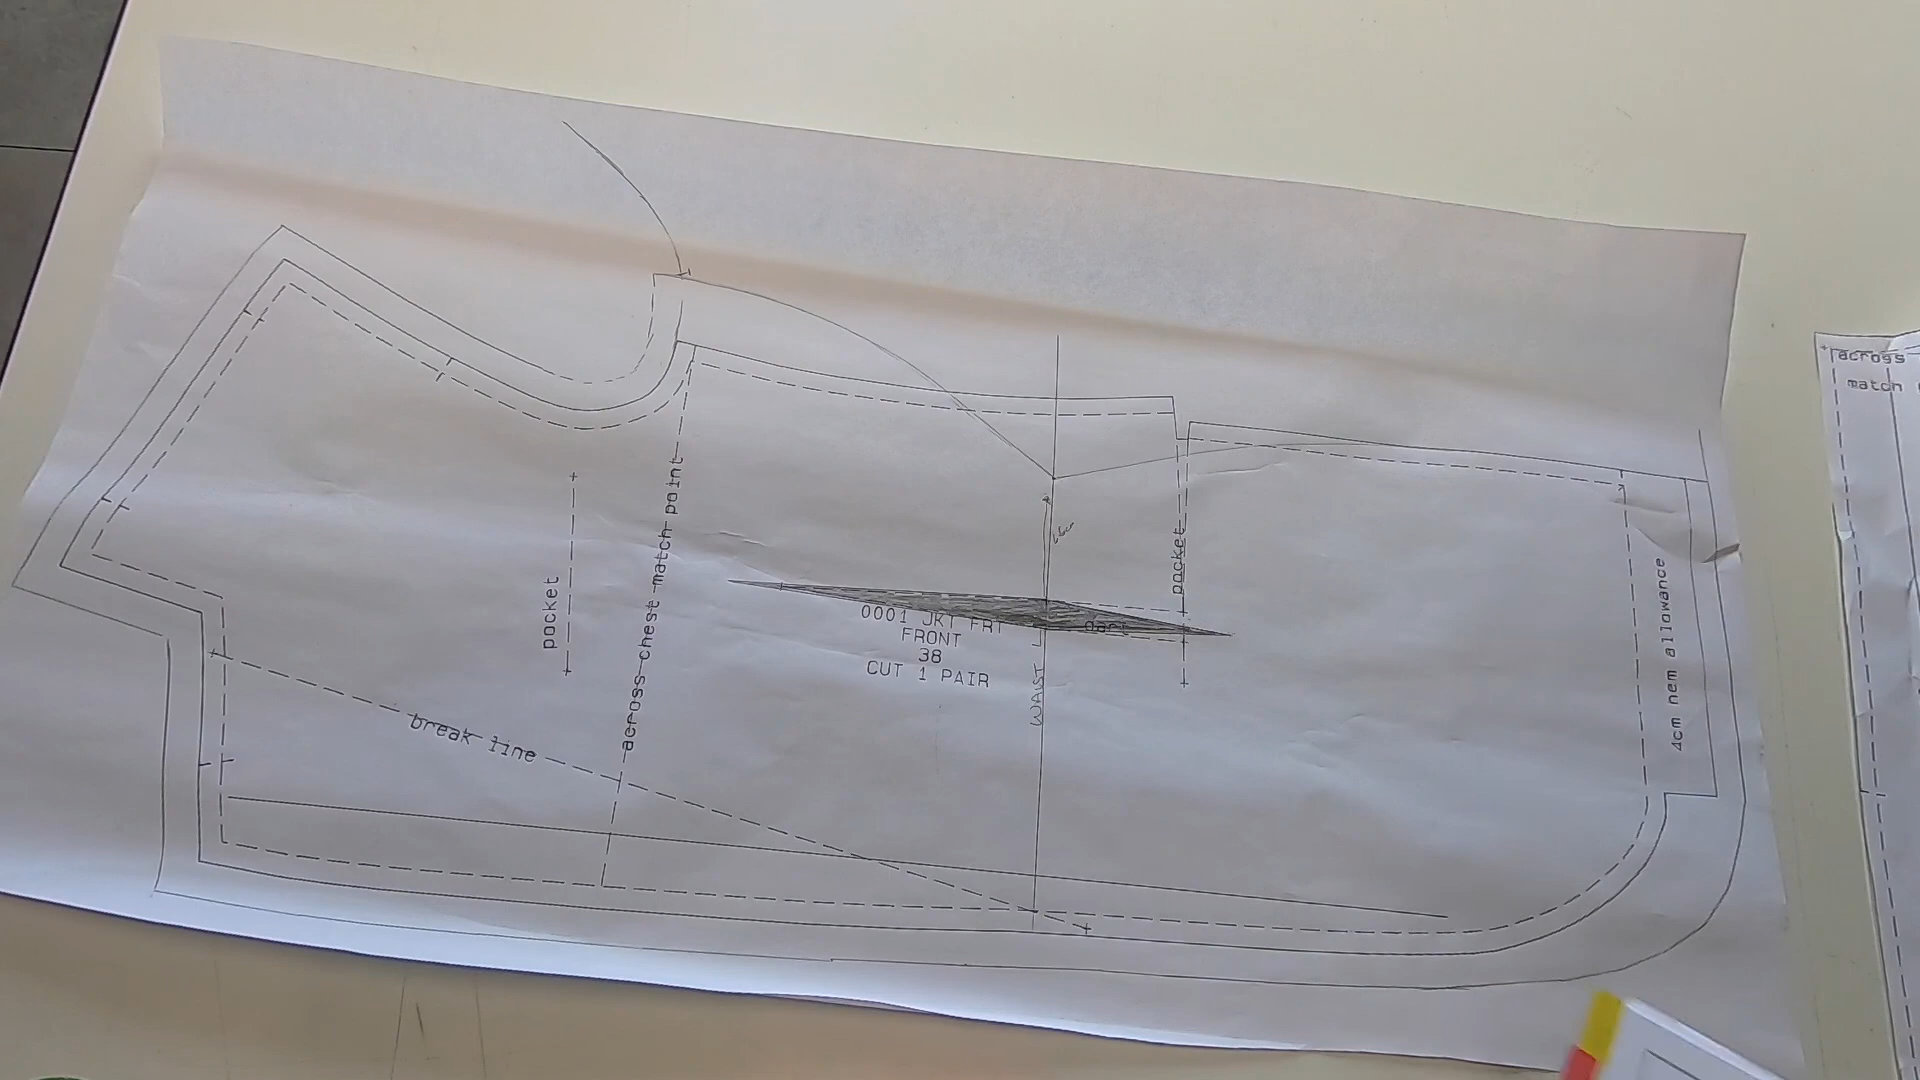 pocket
across chest match point
break line
0001 JKT FRT
FRONT
38
CUT 1 PAIR
WAIST L
dart
pocket
4cm nem allowance
across
match